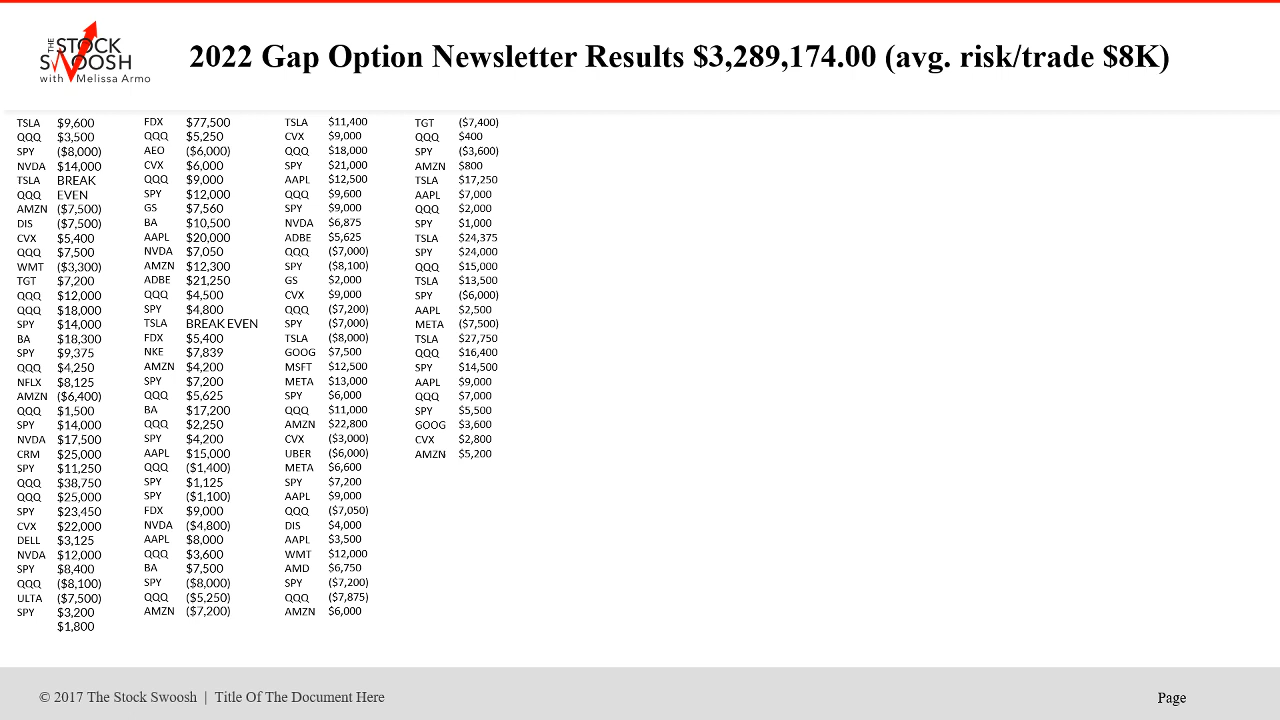 THE
STOCK
SWOOSH
with Melissa Armo
2022 Gap Option Newsletter Results $3,289,174.00 (avg. risk/trade $8K)
TSLA $9,600 FDX $77,500 TSLA $11,400 TGT ($7,400)
QQQ $3,500 QQQ $5,250 CVX $9,000 QQQ $400
SPY ($8,000) AEO ($6,000) QQQ $18,000 SPY ($3,600)
NVDA $14,000 CVX $6,000 SPY $21,000 AMZN $800
TSLA BREAK QQQ $9,000 AAPL $12,500 TSLA $17,250
QQQ EVEN SPY $12,000 QQQ $9,600 AAPL $7,000
AMZN ($7,500) GS $7,560 SPY $9,000 QQQ $2,000
DIS ($7,500) BA $10,500 NVDA $6,875 SPY $1,000
CVX $5,400 AAPL $20,000 ADBE $5,625 TSLA $24,375
QQQ $7,500 NVDA $7,050 QQQ ($7,000) SPY $24,000
WMT ($3,300) AMZN $12,300 SPY ($8,100) QQQ $15,000
TGT $7,200 ADBE $21,250 GS $2,000 TSLA $13,500
QQQ $12,000 QQQ $4,500 CVX $9,000 SPY ($6,000)
QQQ $18,000 SPY $4,800 QQQ ($7,200) AAPL $2,500
SPY $14,000 TSLA BREAK EVEN SPY ($7,000) META ($7,500)
BA $18,300 FDX $5,400 TSLA ($8,000) TSLA $27,750
SPY $9,375 NKE $7,839 GOOG $7,500 QQQ $16,400
QQQ $4,250 AMZN $4,200 MSFT $12,500 SPY $14,500
NFLX $8,125 SPY $7,200 META $13,000 AAPL $9,000
AMZN ($6,400) QQQ $5,625 SPY $6,000 QQQ $7,000
QQQ $1,500 BA $17,200 QQQ $11,000 SPY $5,500
SPY $14,000 QQQ $2,250 AMZN $22,800 GOOG $3,600
NVDA $17,500 SPY $4,200 CVX ($3,000) CVX $2,800
CRM $25,000 AAPL $15,000 UBER ($6,000) AMZN $5,200
SPY $11,250 QQQ ($1,400) META $6,600
QQQ $38,750 SPY $1,125 SPY $7,200
QQQ $25,000 SPY ($1,100) AAPL $9,000
SPY $23,450 FDX $9,000 QQQ ($7,050)
CVX $22,000 NVDA ($4,800) DIS $4,000
DELL $3,125 AAPL $8,000 AAPL $3,500
NVDA $12,000 QQQ $3,600 WMT $12,000
SPY $8,400 BA $7,500 AMD $6,750
QQQ ($8,100) SPY ($8,000) SPY ($7,200)
ULTA ($7,500) QQQ ($5,250) QQQ ($7,875)
SPY $3,200 AMZN ($7,200) AMZN $6,000
$1,800
© 2017 The Stock Swoosh | Title Of The Document Here Page